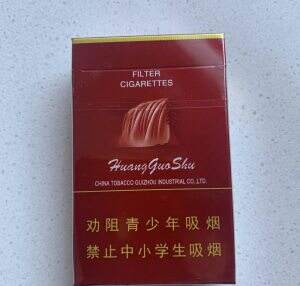 FILTER
CIGARETTES
HuangGuoShu
CHINA TOBACCO GUIZHOU INDUSTRIAL CO., LTD.
劝阻青少年吸烟
禁止中小学生吸烟